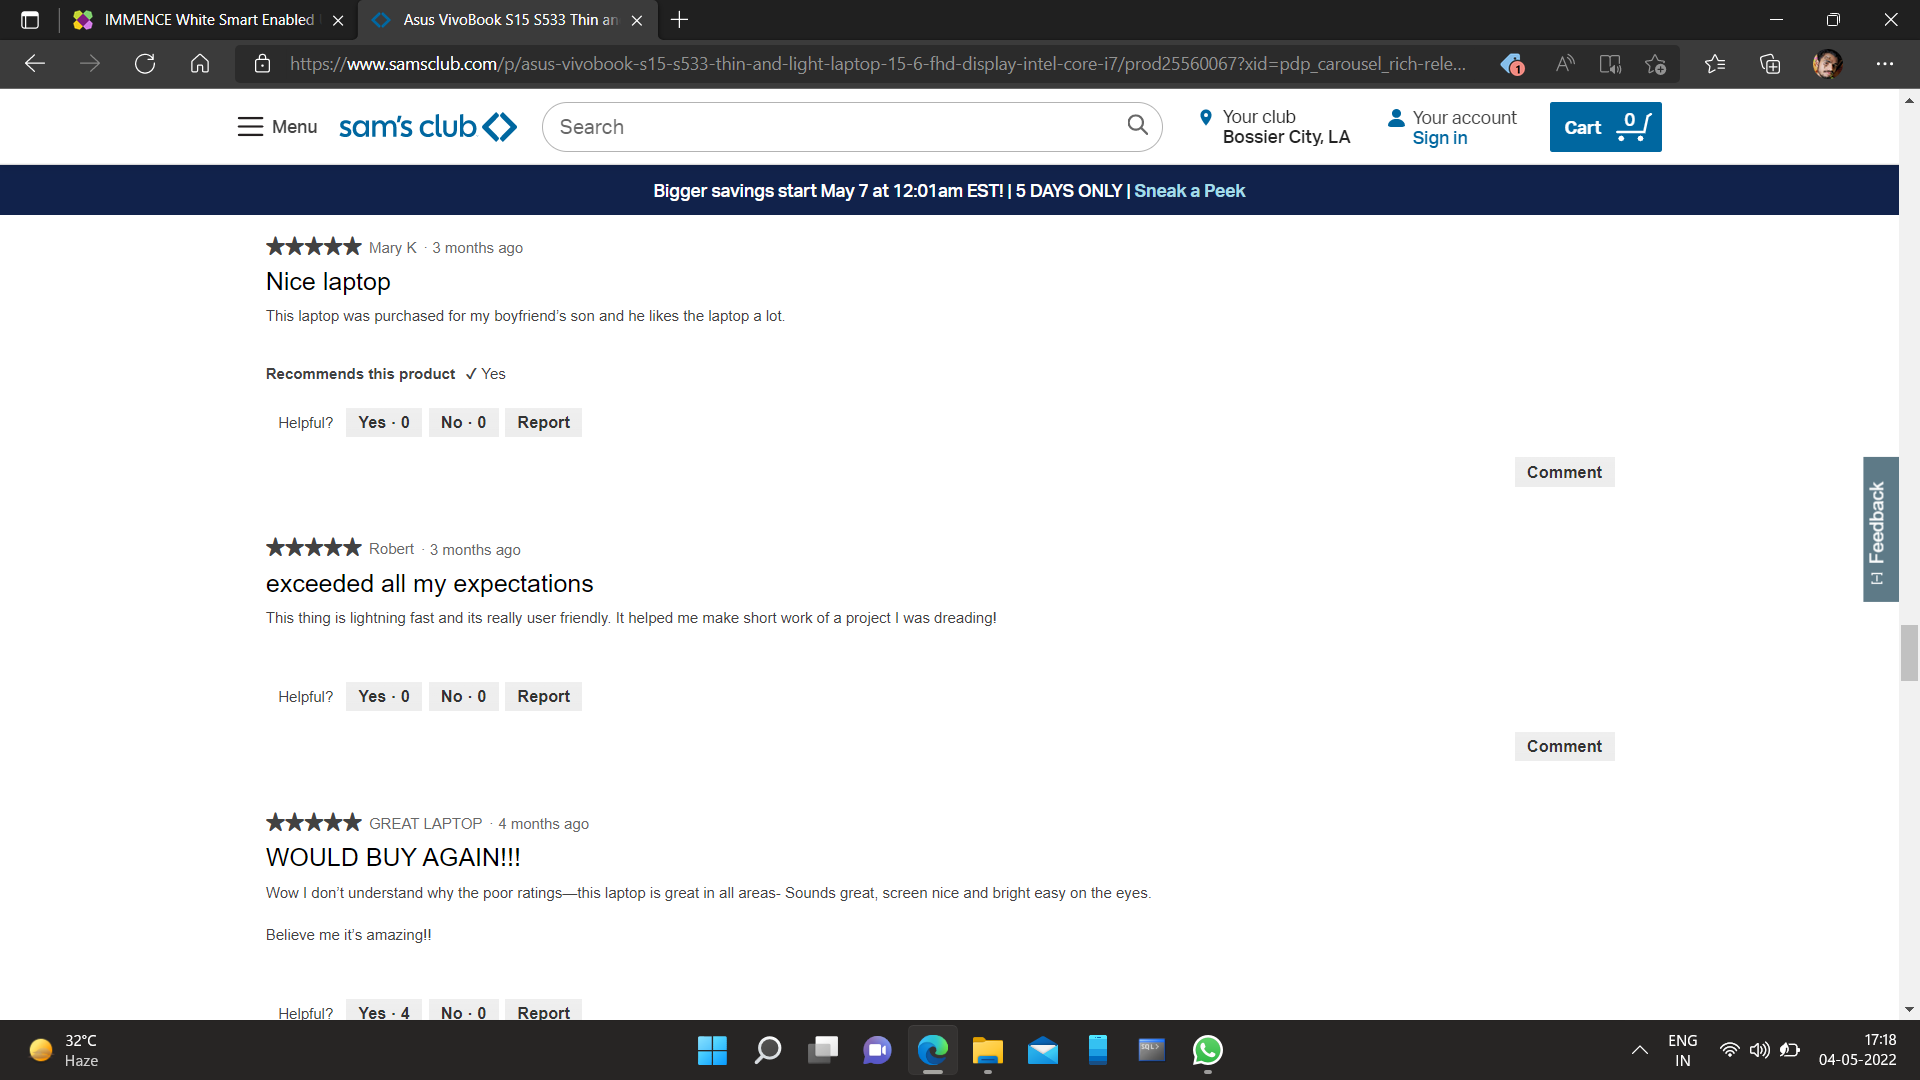 IMMENCE White Smart Enabled
Asus VivoBook S15 S533 Thin an
https://www.samsclub.com/p/asus-vivobook-s15-s533-thin-and-light-laptop-15-6-fhd-display-intel-core-i7/prod25560067?xid=pdp_carousel_rich-rele...
1
Menu
sam's club
Search
Your club
Bossier City, LA
Your account
Sign in
Cart
0
Bigger savings start May 7 at 12:01am EST! | 5 DAYS ONLY | Sneak a Peek
★★★★★ Mary K · 3 months ago
Nice laptop
This laptop was purchased for my boyfriend’s son and he likes the laptop a lot.
Recommends this product ✓ Yes
Helpful? Yes · 0 No · 0 Report
Comment
★★★★★ Robert · 3 months ago
exceeded all my expectations
This thing is lightning fast and its really user friendly. It helped me make short work of a project I was dreading!
Helpful? Yes · 0 No · 0 Report
Comment
★★★★★ GREAT LAPTOP · 4 months ago
WOULD BUY AGAIN!!!
Wow I don’t understand why the poor ratings—this laptop is great in all areas- Sounds great, screen nice and bright easy on the eyes.
Believe me it’s amazing!!
Helpful? Yes · 4 No · 0 Report
[-] Feedback
32°C
Haze
SQL>
ENG
IN
17:18
04-05-2022